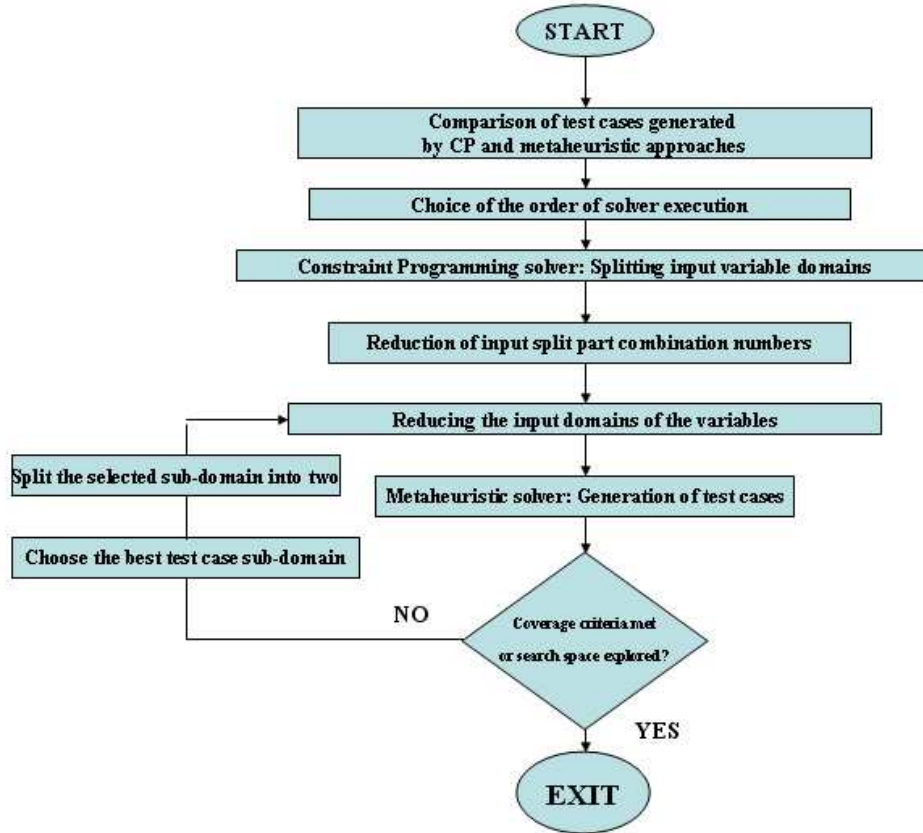 START
Comparison of test cases generated
by CP and metaheuristic approaches
Choice of the order of solver execution
Constraint Programming solver: Splitting input variable domains
Reduction of input split part combination numbers
Reducing the input domains of the variables
Split the selected sub-domain into two
Metaheuristic solver: Generation of test cases
Choose the best test case sub-domain
NO
Coverage criteria met
or search space explored?
YES
EXIT